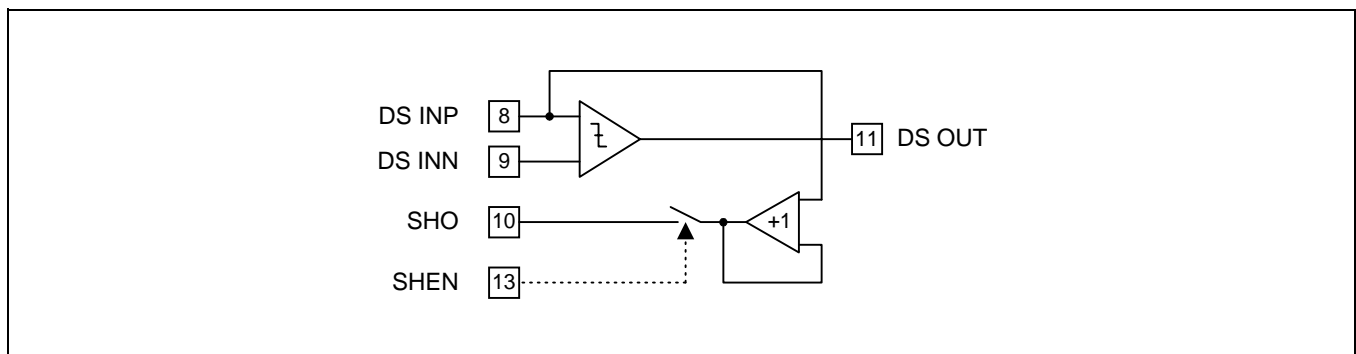 DS INP 8
DS INN 9
11 DS OUT
SHO 10
+1
SHEN 13